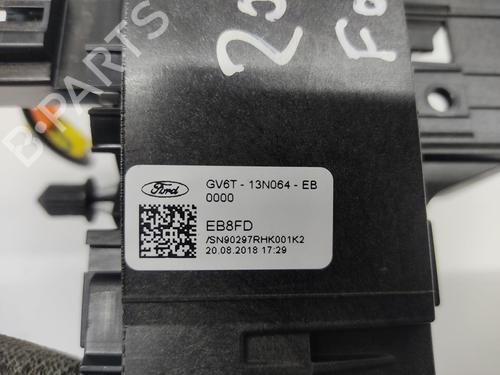 B-PARTS
Ford
GV6T - 13N064 - EB
0000
EB8FD
/SN90297RHK001K2
20.08.2018 17:29